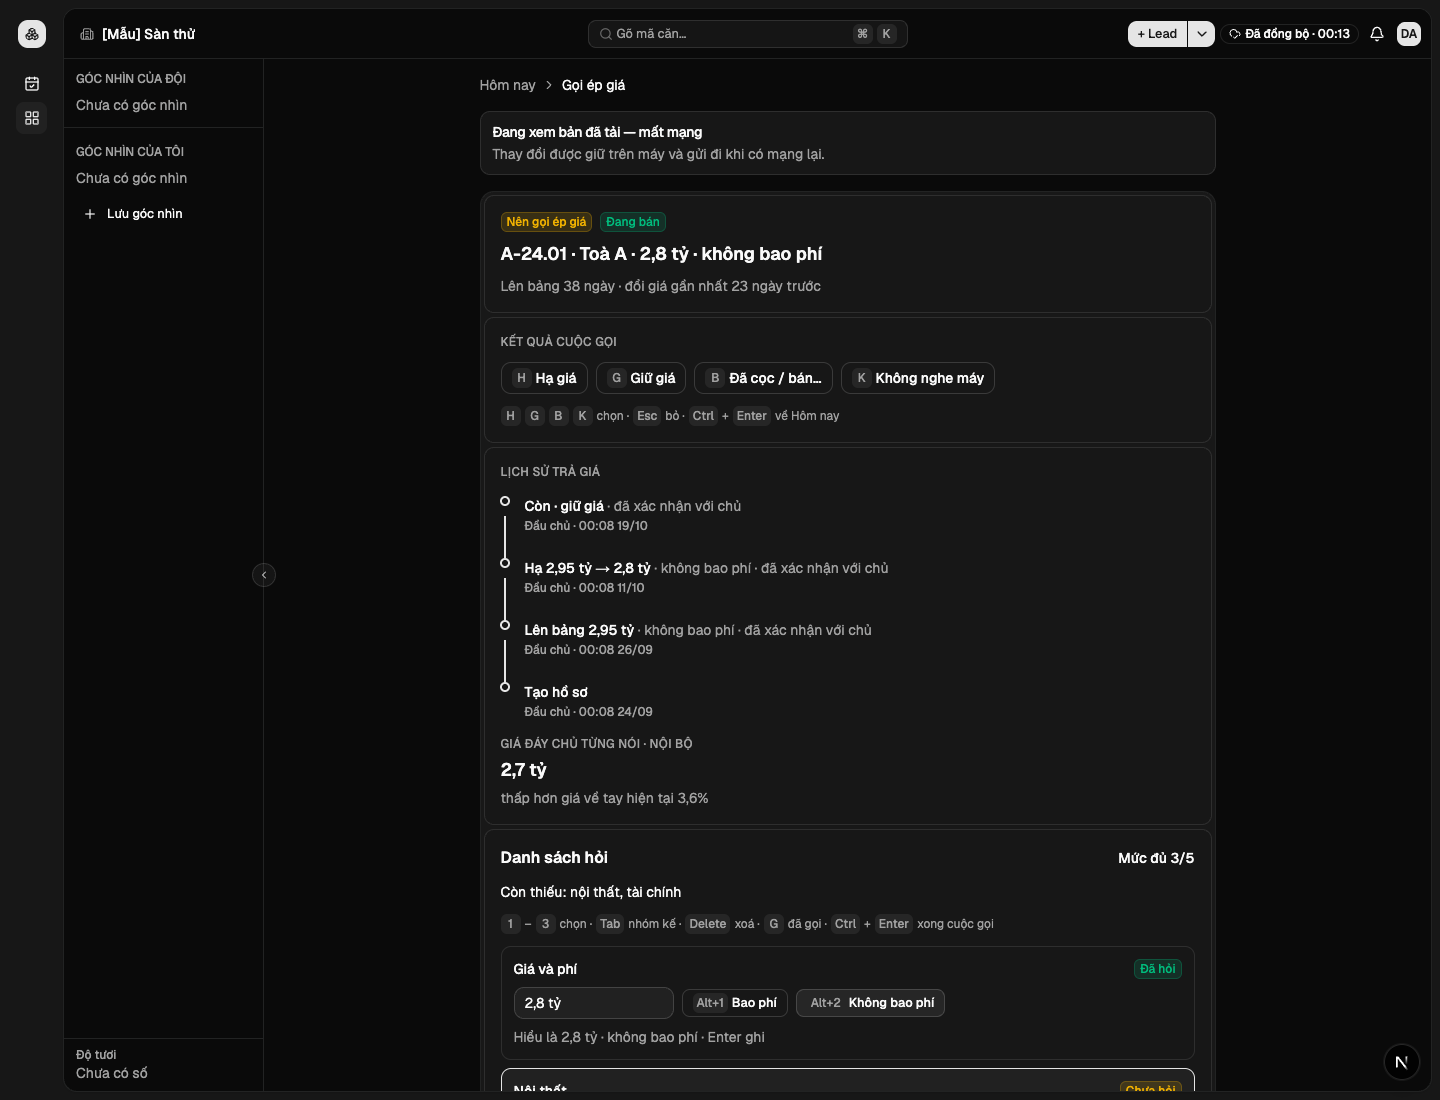 [Mẫu] Sàn thử
Gõ mã căn...
⌘ K
+ Lead
Đã đồng bộ · 00:13
DA
GÓC NHÌN CỦA ĐỘI
Chưa có góc nhìn
GÓC NHÌN CỦA TÔI
Chưa có góc nhìn
+ Lưu góc nhìn
Độ tươi
Chưa có số
Hôm nay > Gọi ép giá
Đang xem bản đã tải — mất mạng
Thay đổi được giữ trên máy và gửi đi khi có mạng lại.
Nên gọi ép giá Đang bán
A-24.01 · Toà A · 2,8 tỷ · không bao phí
Lên bảng 38 ngày · đổi giá gần nhất 23 ngày trước
KẾT QUẢ CUỘC GỌI
H Hạ giá G Giữ giá B Đã cọc / bán... K Không nghe máy
H G B K chọn · Esc bỏ · Ctrl + Enter về Hôm nay
LỊCH SỬ TRẢ GIÁ
Còn · giữ giá · đã xác nhận với chủ
Đầu chủ · 00:08 19/10
Hạ 2,95 tỷ → 2,8 tỷ · không bao phí · đã xác nhận với chủ
Đầu chủ · 00:08 11/10
Lên bảng 2,95 tỷ · không bao phí · đã xác nhận với chủ
Đầu chủ · 00:08 26/09
Tạo hồ sơ
Đầu chủ · 00:08 24/09
GIÁ ĐÁY CHỦ TỪNG NÓI · NỘI BỘ
2,7 tỷ
thấp hơn giá về tay hiện tại 3,6%
Danh sách hỏi
Mức đủ 3/5
Còn thiếu: nội thất, tài chính
1 – 3 chọn · Tab nhóm kế · Delete xoá · G đã gọi · Ctrl + Enter xong cuộc gọi
Giá và phí
Đã hỏi
2,8 tỷ Alt+1 Bao phí Alt+2 Không bao phí
Hiểu là 2,8 tỷ · không bao phí · Enter ghi
Nội thất
Chưa hỏi
N